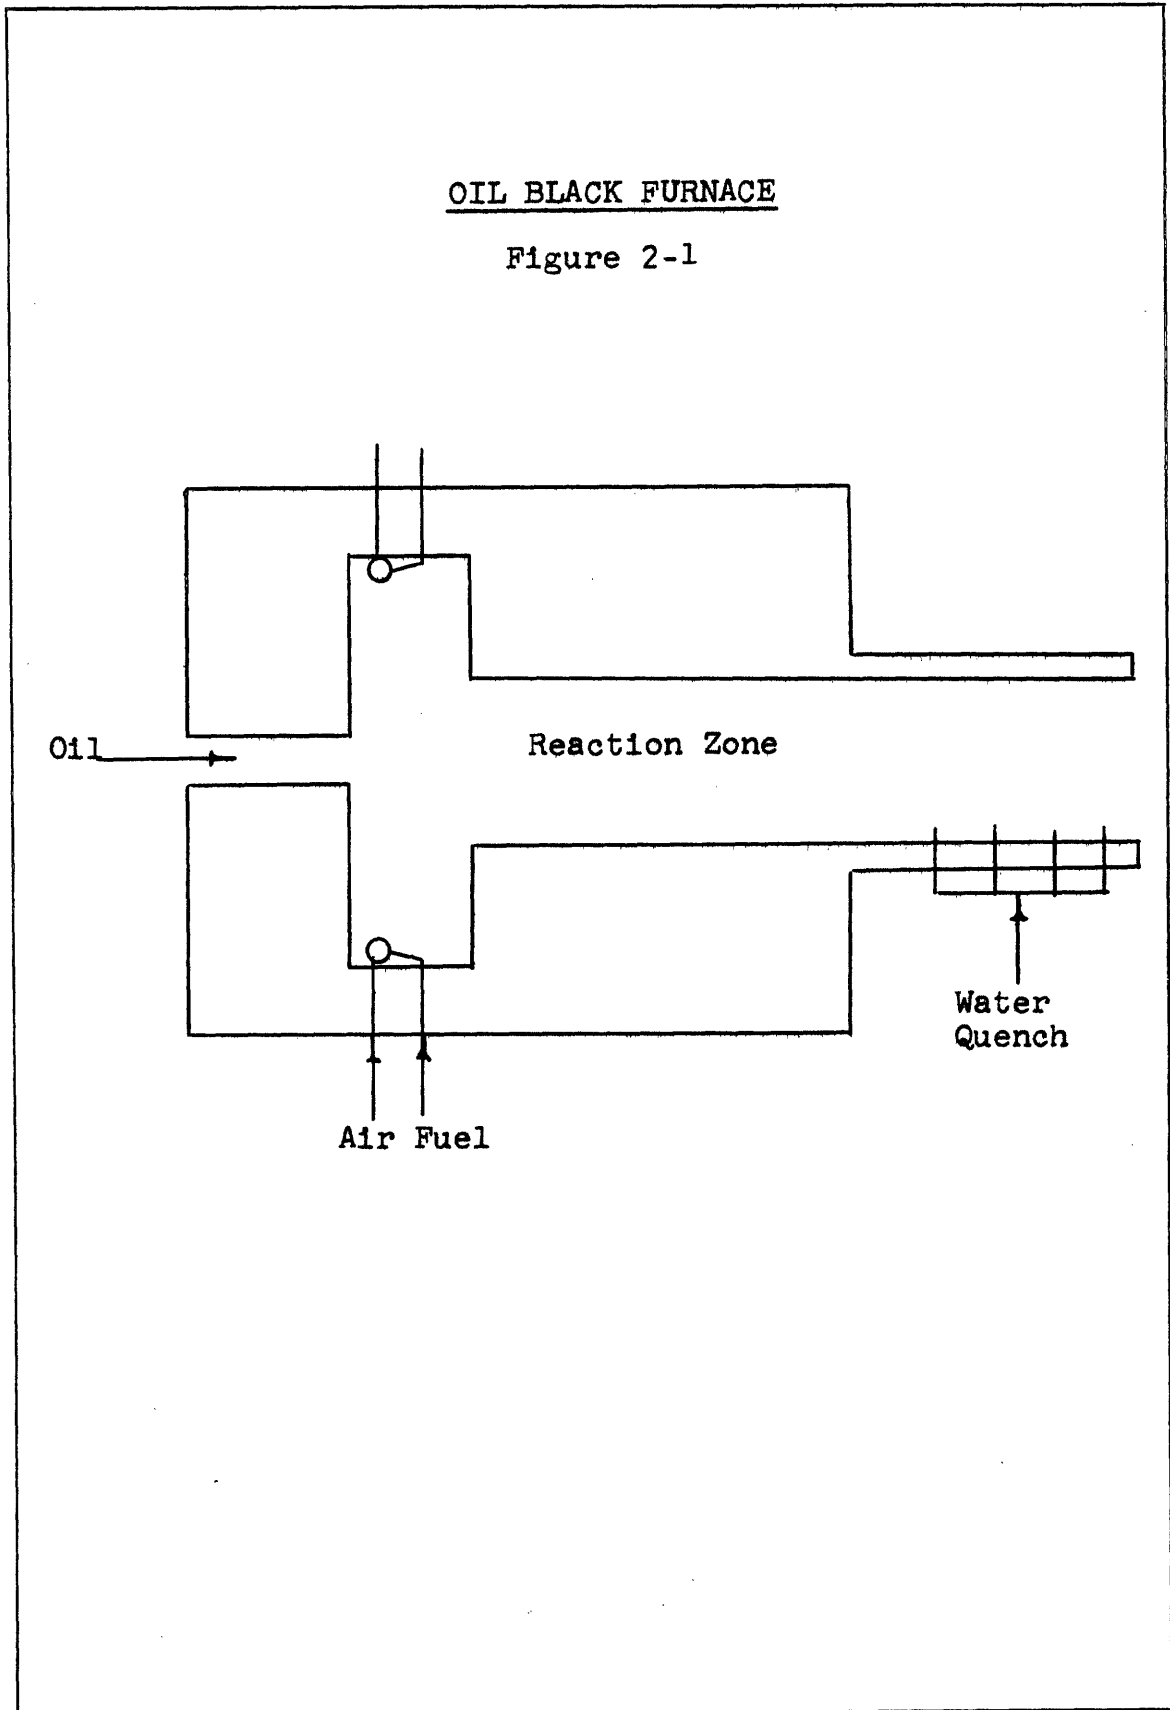 OIL BLACK FURNACE
Figure 2-1
Oil
Reaction Zone
Water
Quench
Air Fuel